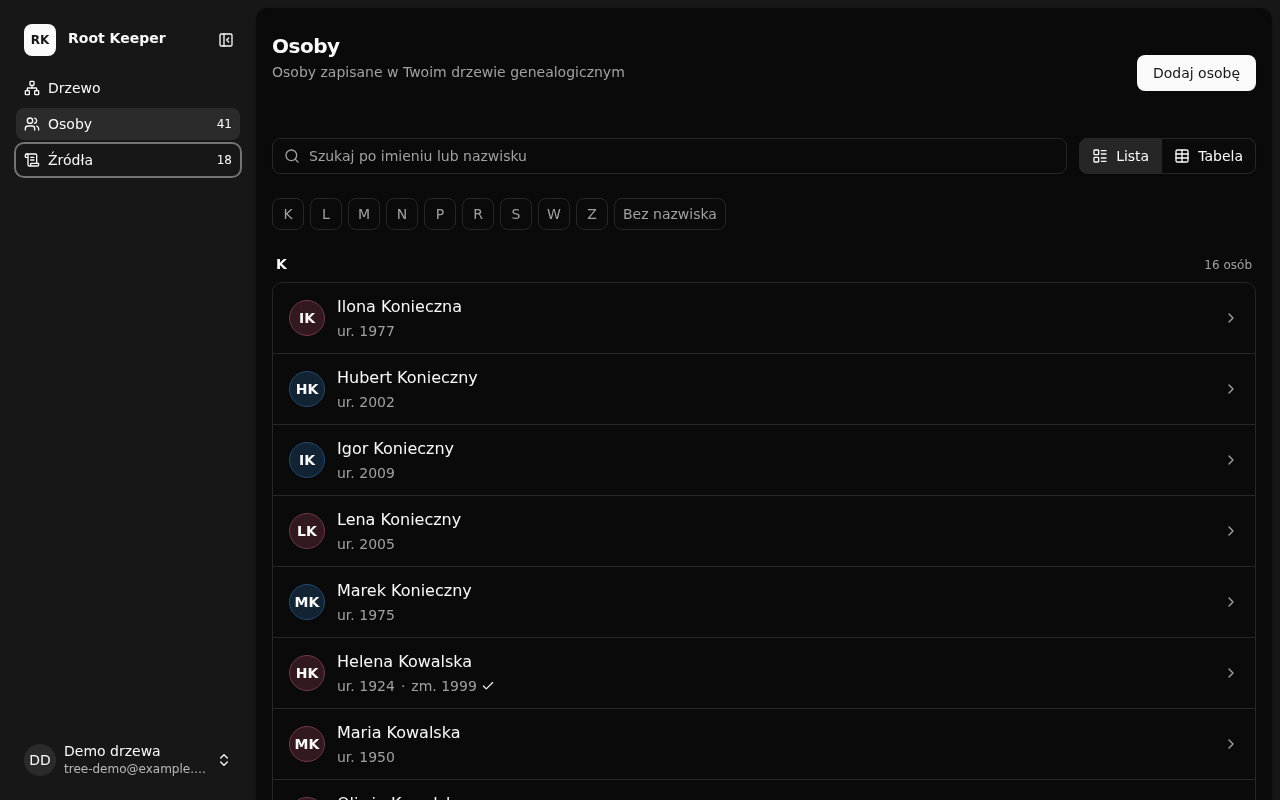 RK Root Keeper
Drzewo
Osoby 41
Źródła 18
DD Demo drzewa
tree-demo@example....
Osoby
Osoby zapisane w Twoim drzewie genealogicznym
Dodaj osobę
Szukaj po imieniu lub nazwisku
Lista Tabela
K L M N P R S W Z Bez nazwiska
K 16 osób
IK Ilona Konieczna
ur. 1977
HK Hubert Konieczny
ur. 2002
IK Igor Konieczny
ur. 2009
LK Lena Konieczny
ur. 2005
MK Marek Konieczny
ur. 1975
HK Helena Kowalska
ur. 1924 · zm. 1999
MK Maria Kowalska
ur. 1950